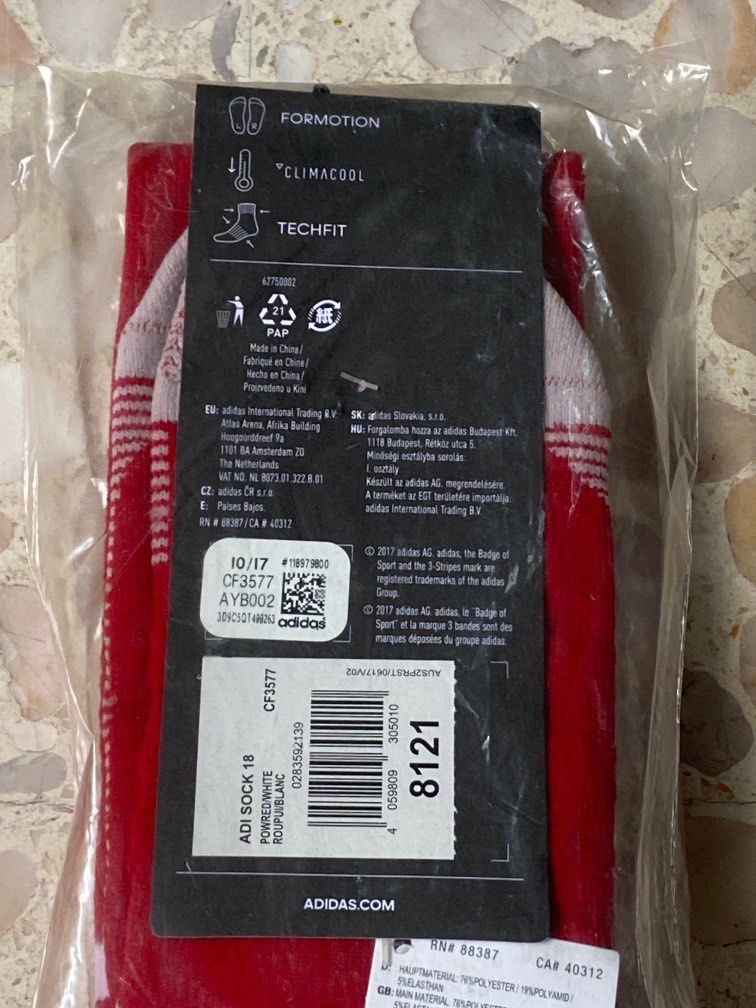 FORMOTION
CLIMACOOL
TECHFIT
62750002
21
PAP
紙
Made in China/
Fabriqué en Chine/
Hecho en China/
Proizvedeno u Kini
EU: adidas International Trading B.V.
Atlas Arena, Afrika Building
Hoogoorddreef 9a
1101 BA Amsterdam ZO
The Netherlands
VAT NO. NL 8073.01.322.B.01
CZ: adidas ČR s.r.o.
E: Países Bajos.
RN # 88387/CA # 40312
SK: adidas Slovakia, s.r.o.
HU: Forgalomba hozza az adidas Budapest Kft.
1118 Budapest, Rétköz utca 5.
Minőségi osztályba sorolás:
I. osztály
Készült az adidas AG. megrendelésére.
A terméket az EGT területére importálja:
adidas International Trading B.V.
10/17 #118979800
CF3577
AYB002
3D9C5QT400263
adidas
© 2017 adidas AG. adidas, the Badge of
Sport and the 3-Stripes mark are
registered trademarks of the adidas
Group.
© 2017 adidas AG. adidas, le "Badge of
Sport" et la marque 3 bandes sont des
marques déposées du groupe adidas.
ADI SOCK 18
CF3577
POWRED/WHITE
ROUPUI/BLANC
0283592139
4 059809 305010
8121
AUS2PRST/0617/V02
ADIDAS.COM
RN# 88387 CA# 40312
HAUPTMATERIAL: 76%POLYESTER / 19%POLYAMID/
5%ELASTHAN
GB: MAIN MATERIAL: 76%POLYESTER